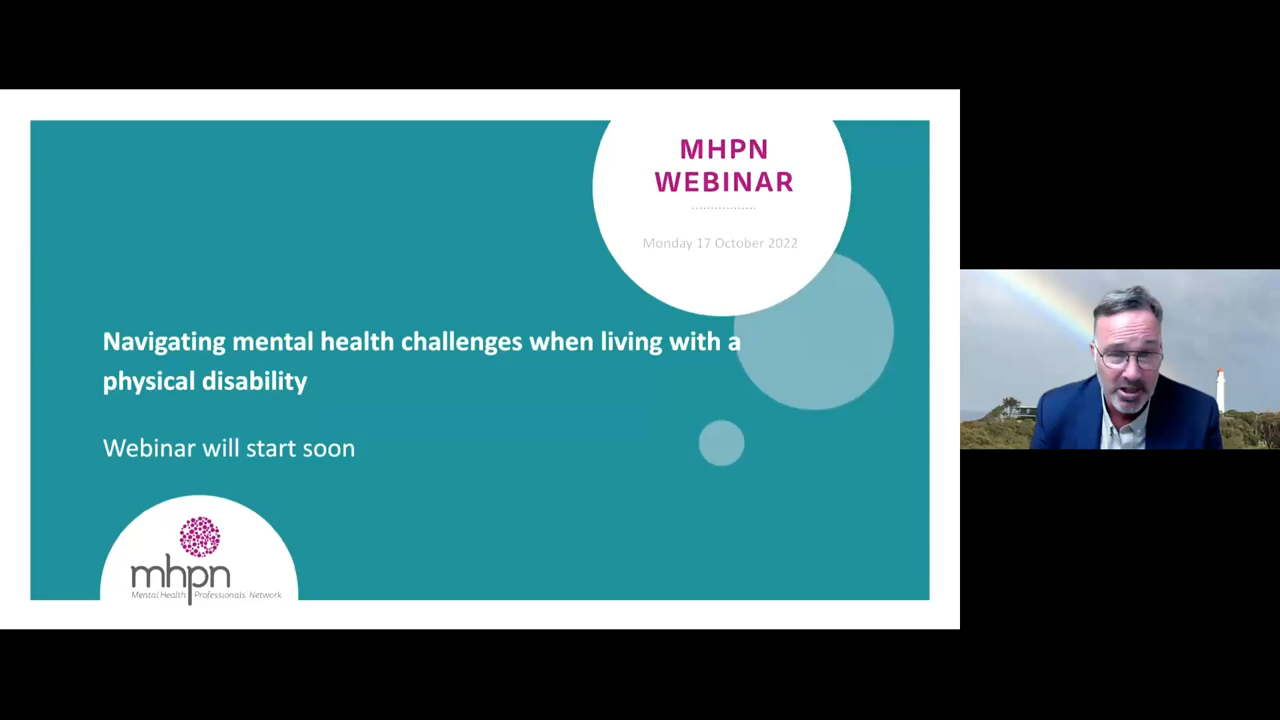 MHPN
WEBINAR
Monday 17 October 2022
Navigating mental health challenges when living with a
physical disability
Webinar will start soon
mhpn
Mental Health Professionals Network